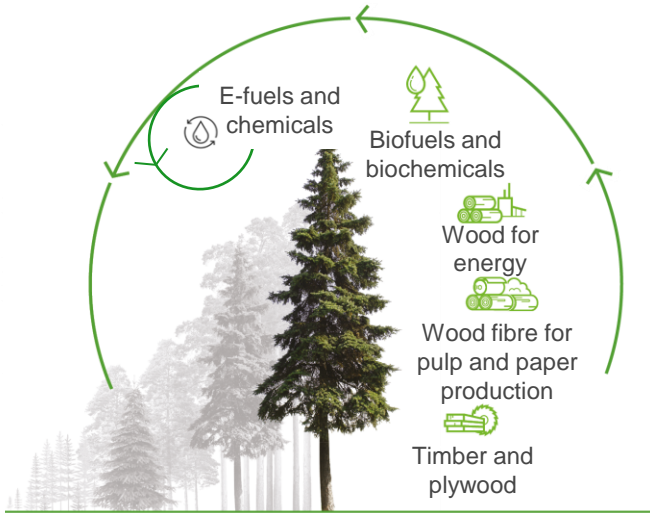 E-fuels and
chemicals
Biofuels and
biochemicals
Wood for
energy
Wood fibre for
pulp and paper
production
Timber and
plywood